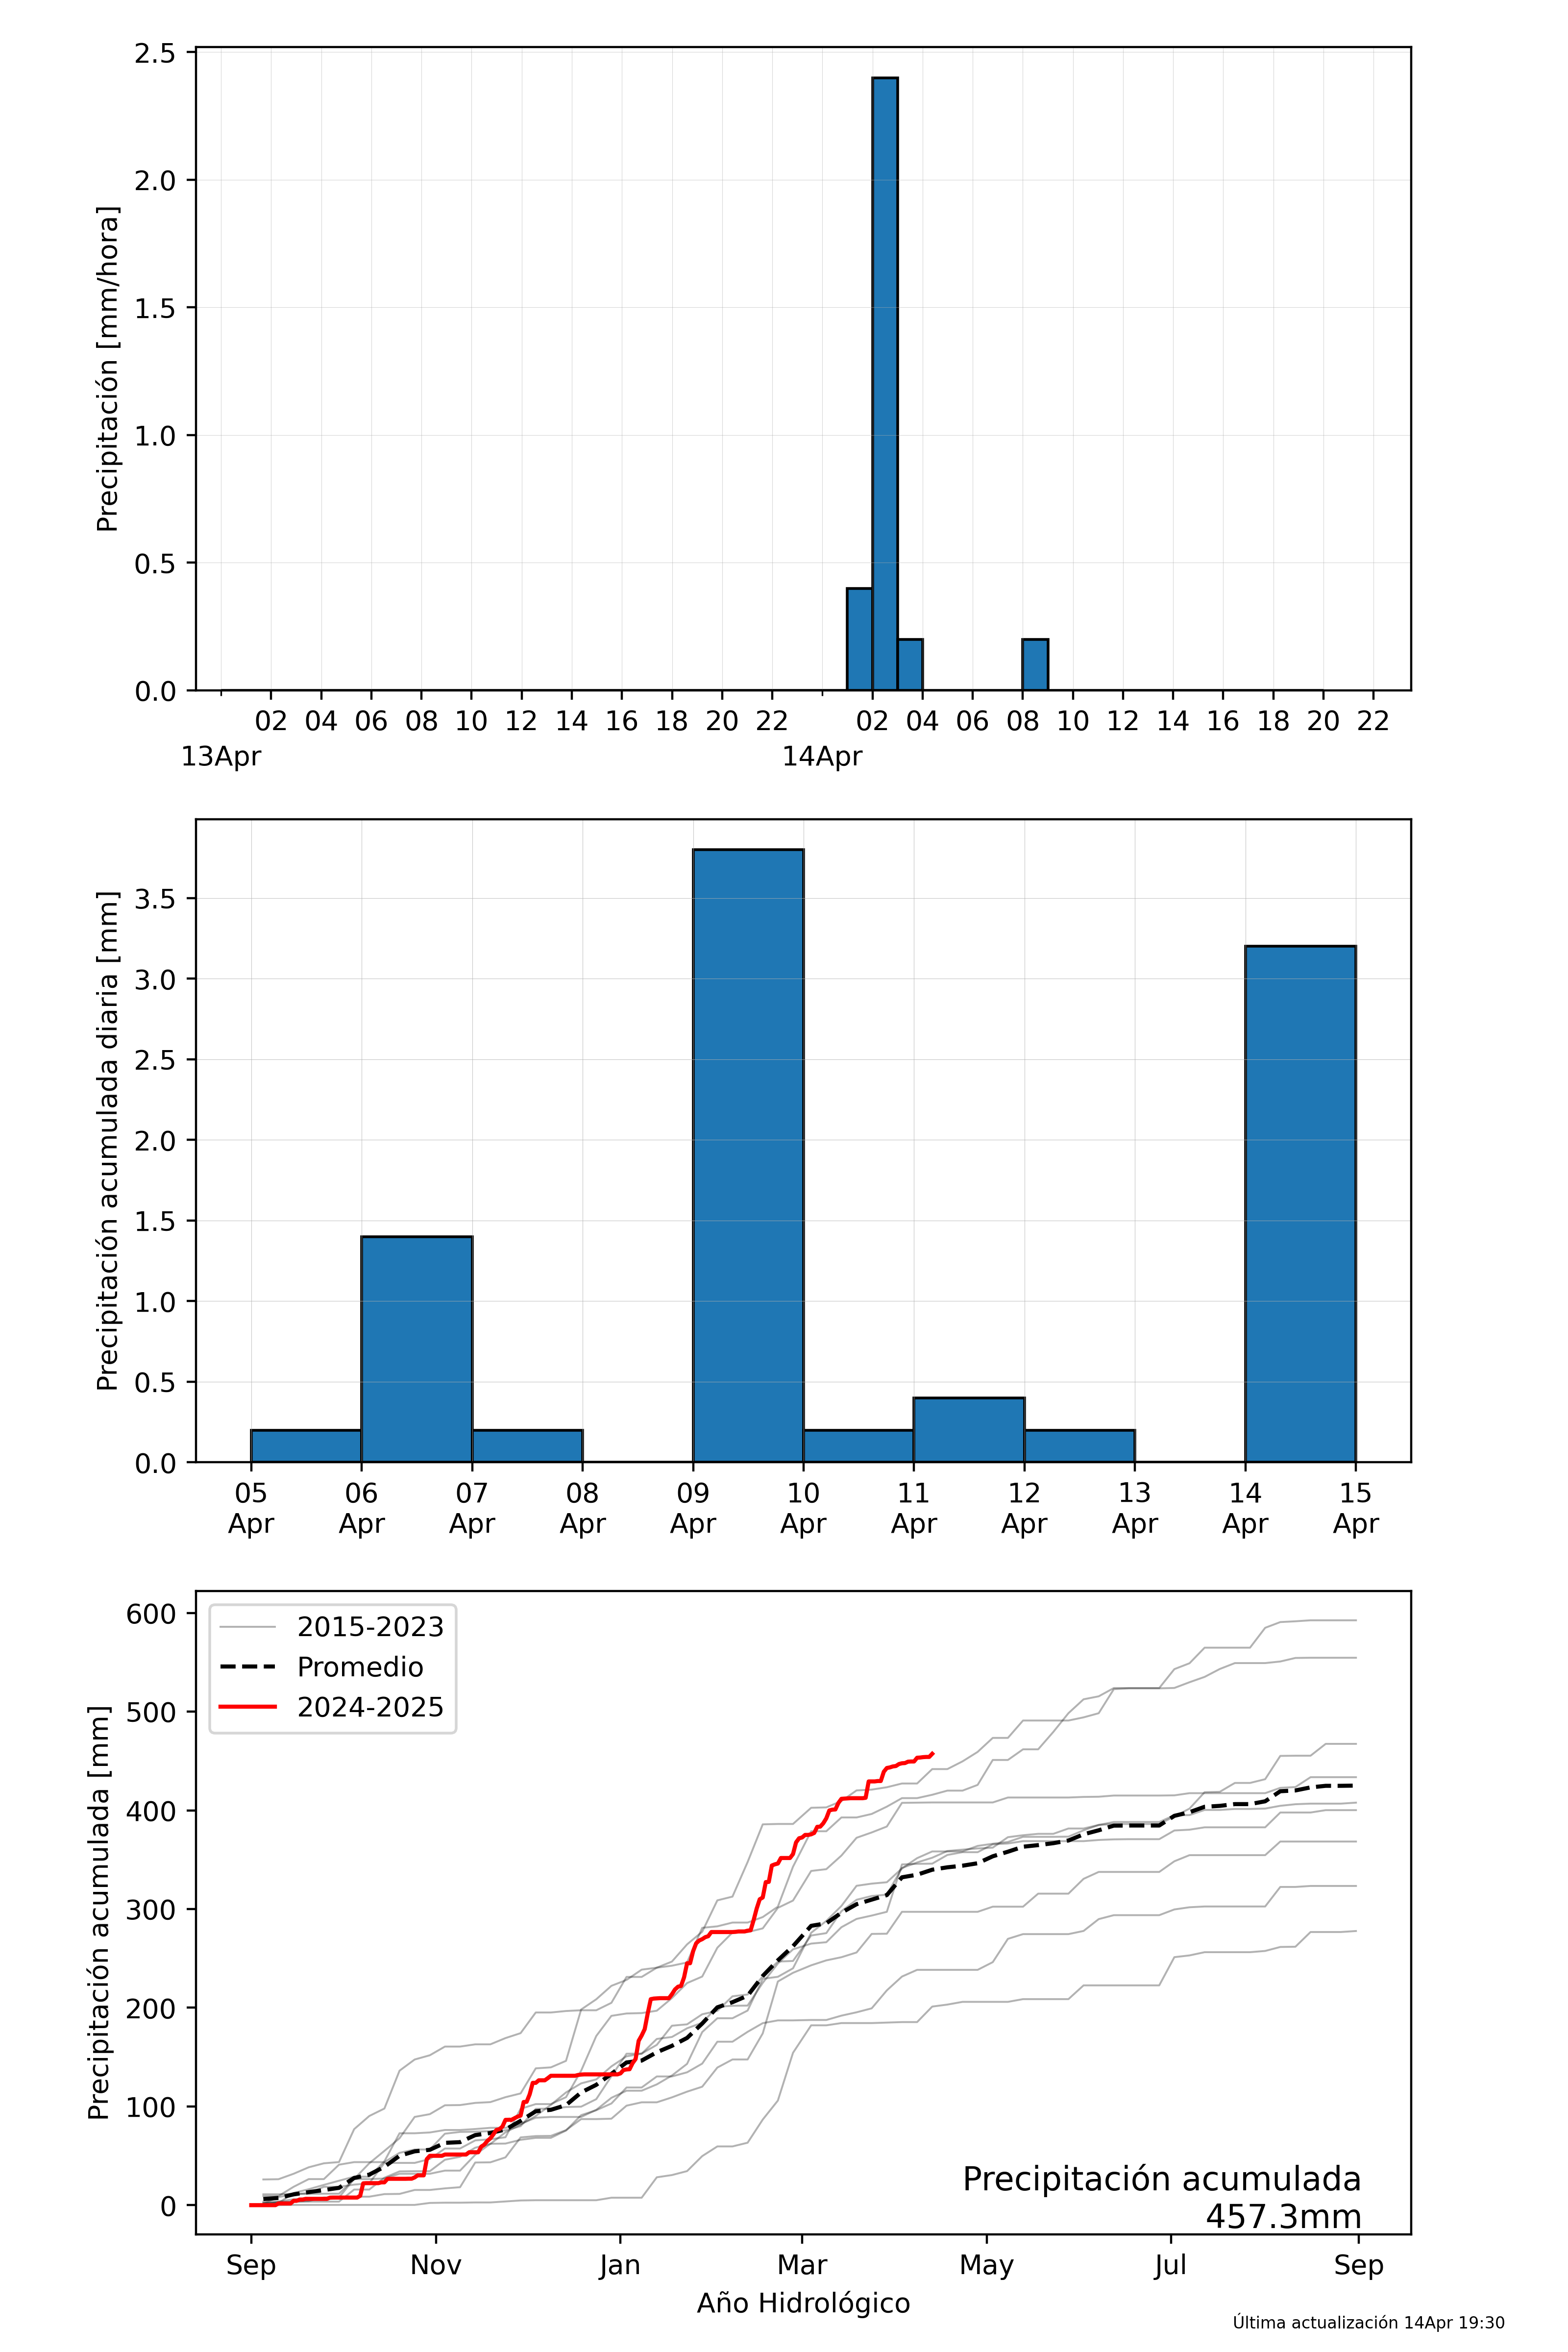 2.5
2.0
1.5
1.0
0.5
0.0
Precipitación [mm/hora]
02 04 06 08 10 12 14 16 18 20 22 02 04 06 08 10 12 14 16 18 20 22
13Apr 14Apr
3.5
3.0
2.5
2.0
1.5
1.0
0.5
0.0
Precipitación acumulada diaria [mm]
05 06 07 08 09 10 11 12 13 14 15
Apr Apr Apr Apr Apr Apr Apr Apr Apr Apr Apr
600
500
400
300
200
100
0
Precipitación acumulada [mm]
2015-2023
Promedio
2024-2025
Precipitación acumulada
457.3mm
Sep Nov Jan Mar May Jul Sep
Año Hidrológico
Última actualización 14Apr 19:30